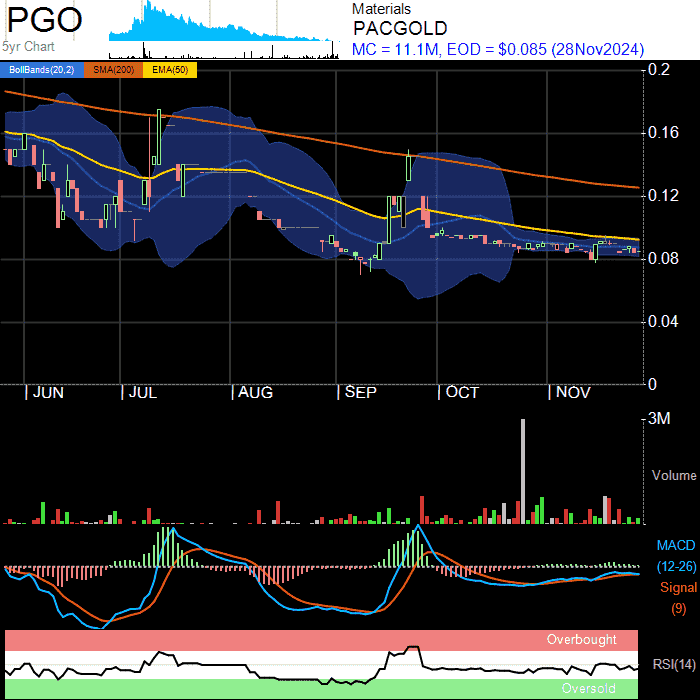 PGO
5yr Chart
Materials
PACGOLD
MC = 11.1M, EOD = $0.085 (28Nov2024)
BollBands(20,2) SMA(200) EMA(50)
0.2
0.16
0.12
0.08
0.04
0
JUN JUL AUG SEP OCT NOV
3M
Volume
MACD
(12-26)
Signal
(9)
Overbought
RSI(14)
Oversold